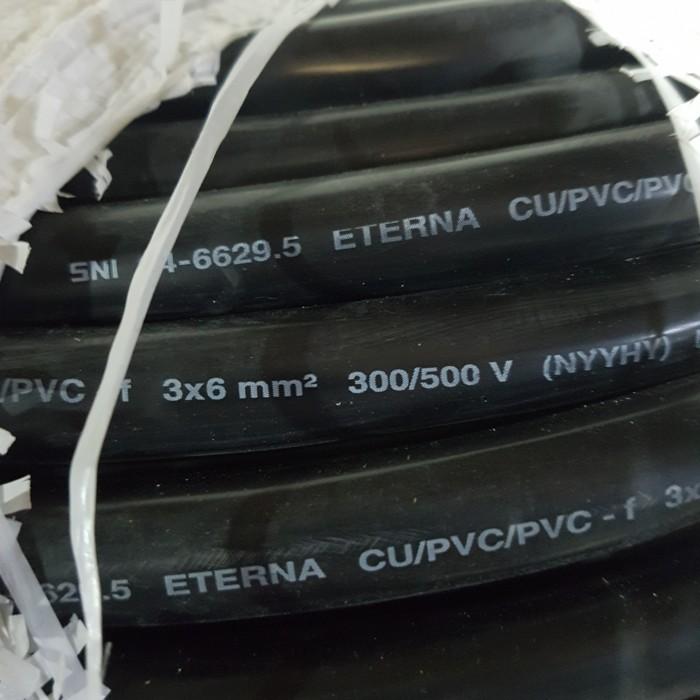 SNI 4-6629.5 ETERNA CU/PVC/PVC
/PVC f 3x6 mm² 300/500 V (NYYHY)
629.5 ETERNA CU/PVC/PVC - f 3x